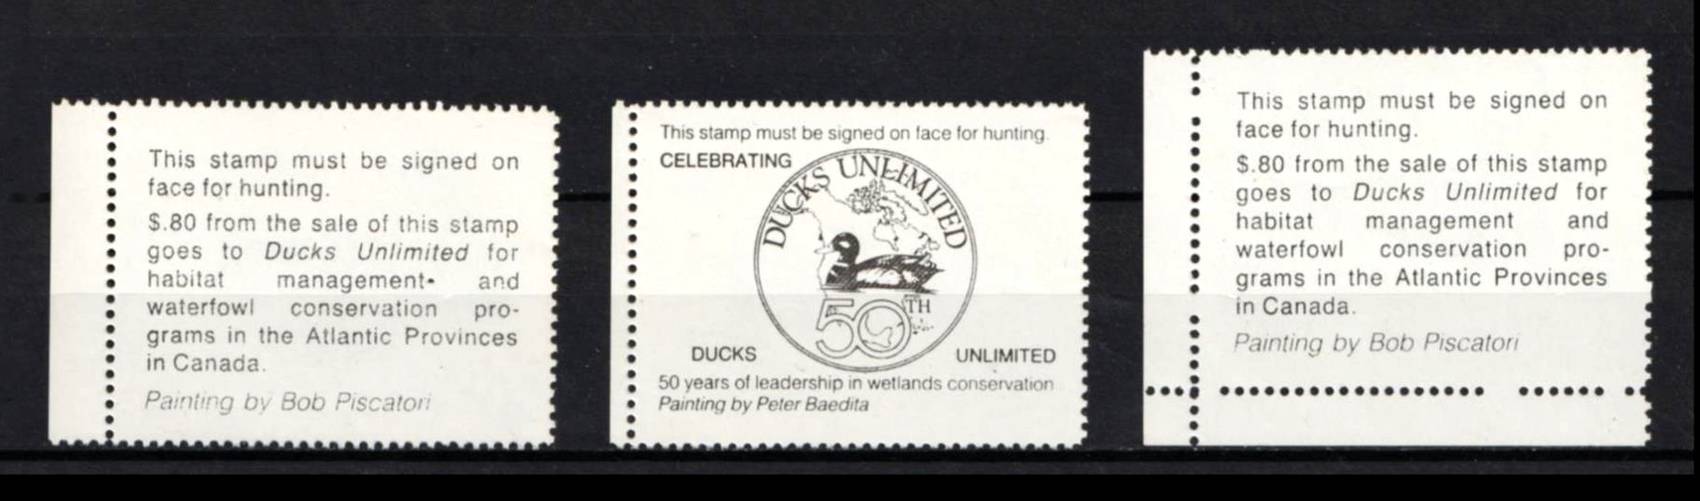 This stamp must be signed on
face for hunting.
$.80 from the sale of this stamp
goes to Ducks Unlimited for
habitat management and
waterfowl conservation pro-
grams in the Atlantic Provinces
in Canada.
Painting by Bob Piscatori
This stamp must be signed on face for hunting.
CELEBRATING
DUCKS UNLIMITED
50TH
DUCKS UNLIMITED
50 years of leadership in wetlands conservation
Painting by Peter Baedita
This stamp must be signed on
face for hunting.
$.80 from the sale of this stamp
goes to Ducks Unlimited for
habitat management and
waterfowl conservation pro-
grams in the Atlantic Provinces
in Canada.
Painting by Bob Piscatori